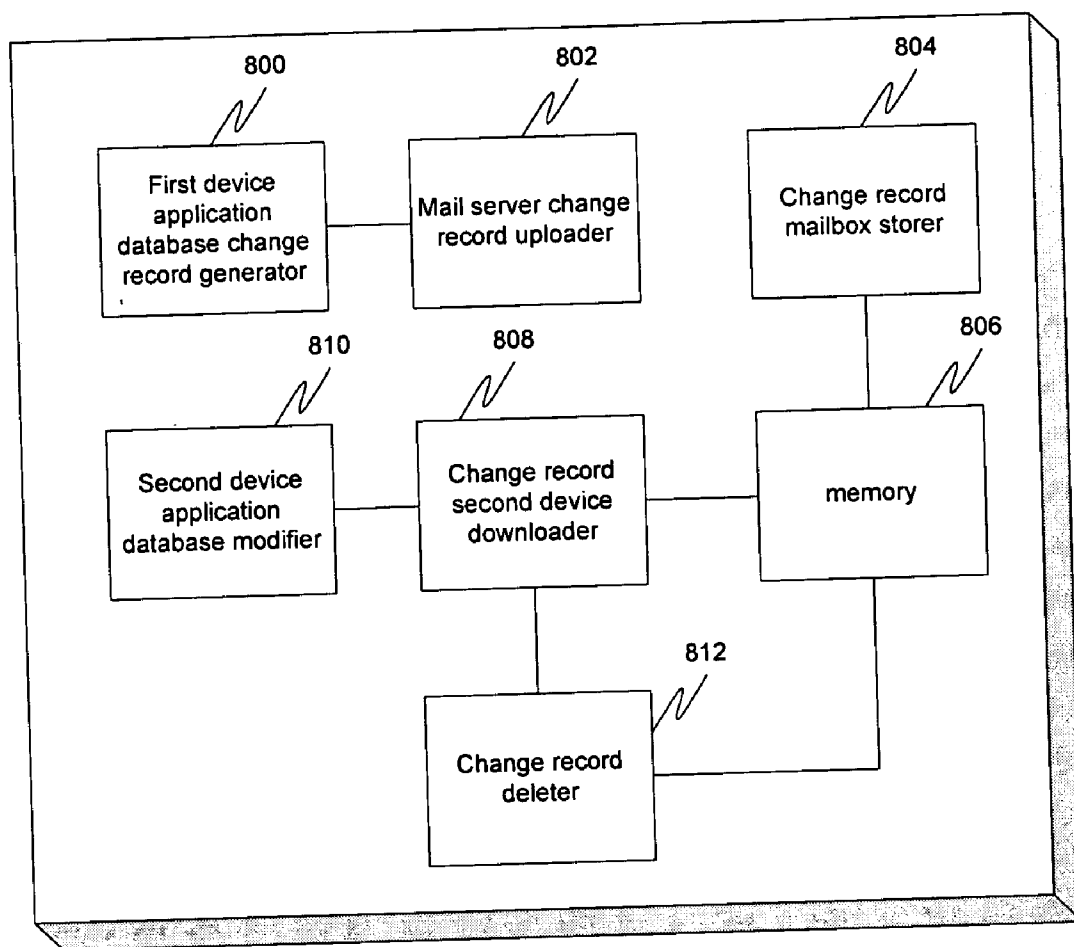 800
802
804
First device
application
database change
record generator
Mail server change
record uploader
Change record
mailbox storer
810
808
806
Second device
application
database modifier
Change record
second device
downloader
memory
812
Change record
deleter